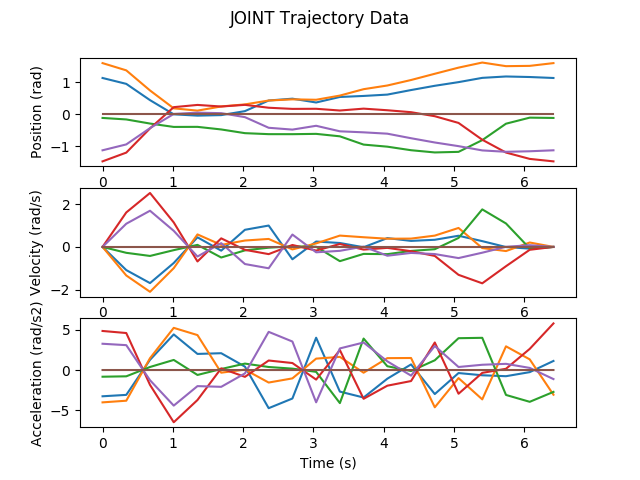 JOINT Trajectory Data
Position (rad)
1
0
−1
0 1 2 3 4 5 6
Velocity (rad/s)
2
0
−2
0 1 2 3 4 5 6
Acceleration (rad/s2)
5
0
−5
0 1 2 3 4 5 6
Time (s)